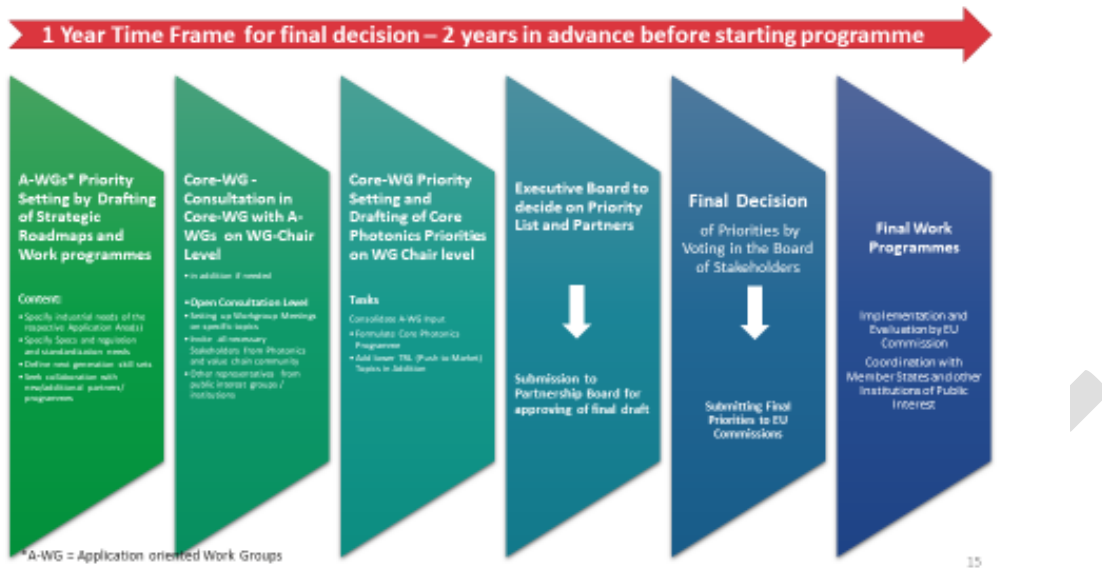 1 Year Time Frame for final decision – 2 years in advance before starting programme
A-WGs* Priority
Setting by Drafting
of Strategic
Roadmaps and
Work programmes
Content:
• Specify industrial needs of the
respective Application Area(s)
• Specify Specs and regulation
and standardization needs
• Define next generation skill sets
• Seek collaboration with
new/additional partners/
programmes
Core-WG -
Consultation in
Core-WG with A-
WGs on WG-Chair
Level
• in addition if needed
• Open Consultation Level
• Setting up Workgroup Meetings
on specific topics
• Invite all necessary
Stakeholders from Photonics
and value chain community
• Other representatives from
public interest groups /
institutions
Core-WG Priority
Setting and
Drafting of Core
Photonics Priorities
on WG Chair level
Tasks
Consolidate A-WG Input
• Formulate Core Photonics
Programme
• Add lower TRL (Push to Market)
Topics in Addition
Executive Board to
decide on Priority
List and Partners
Submission to
Partnership Board for
approving of final draft
Final Decision
of Priorities by
Voting in the Board
of Stakeholders
Submitting Final
Priorities to EU
Commissions
Final Work
Programmes
Implementation and
Evaluation by EU
Commission
Coordination with
Member States and other
Institutions of Public
Interest
*A-WG = Application oriented Work Groups
15